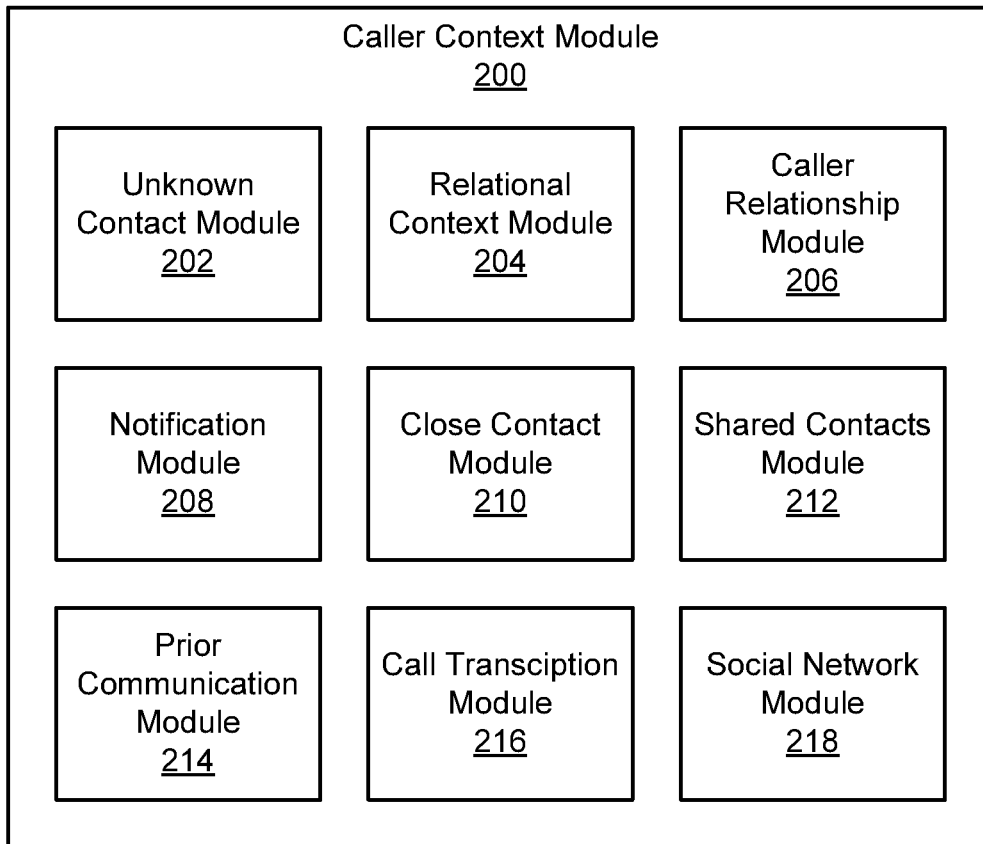 Caller Context Module
200
Unknown
Contact Module
202
Relational
Context Module
204
Caller
Relationship
Module
206
Notification
Module
208
Close Contact
Module
210
Shared Contacts
Module
212
Prior
Communication
Module
214
Call Transciption
Module
216
Social Network
Module
218